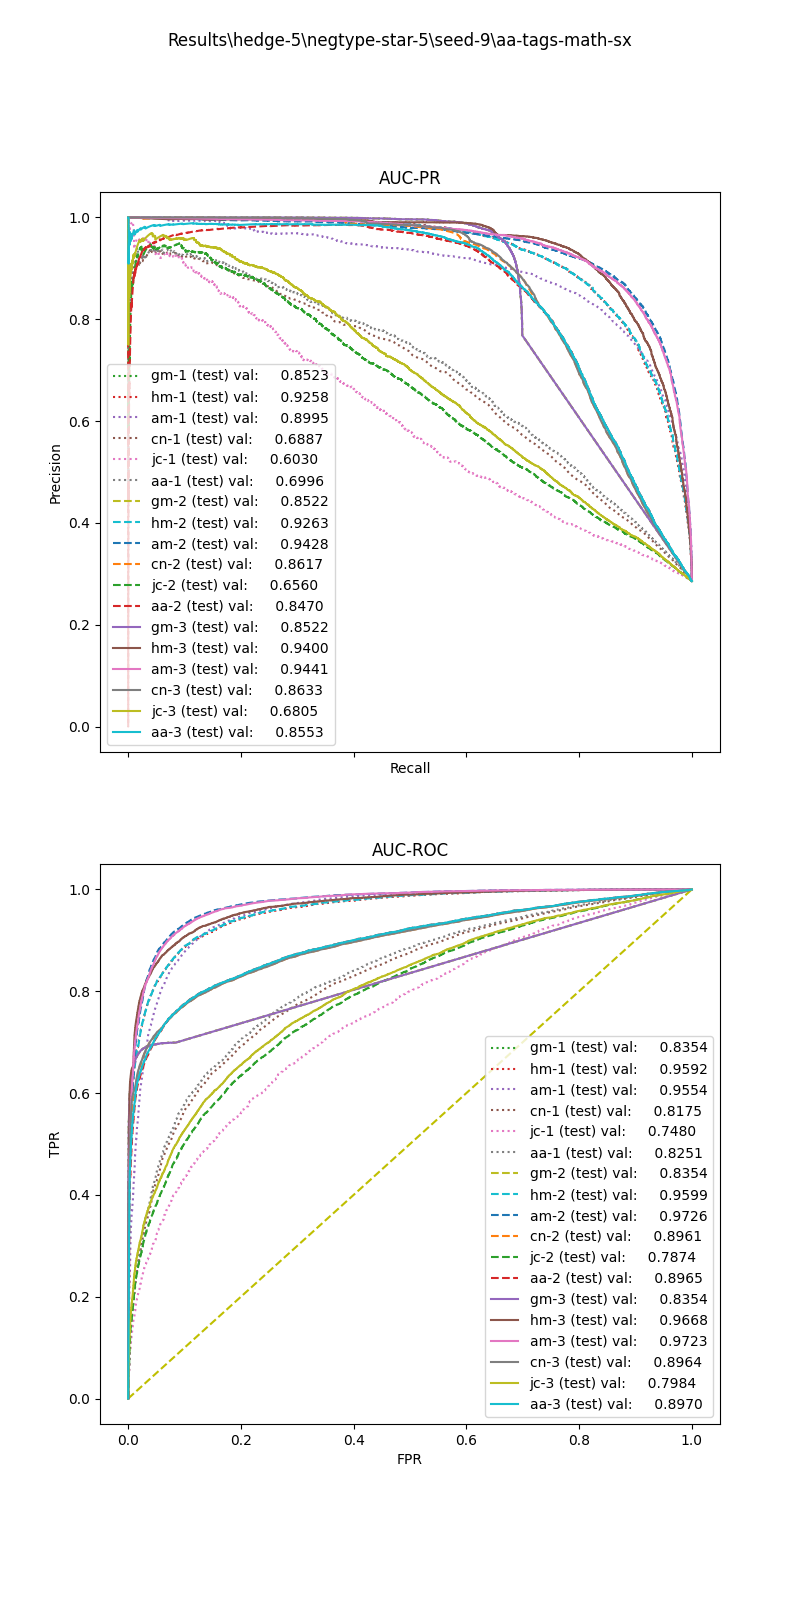 Results\hedge-5\negtype-star-5\seed-9\aa-tags-math-sx
AUC-PR
1.0
0.8
0.6
0.4
0.2
0.0
Precision
gm-1 (test) val: 0.8523
hm-1 (test) val: 0.9258
am-1 (test) val: 0.8995
cn-1 (test) val: 0.6887
jc-1 (test) val: 0.6030
aa-1 (test) val: 0.6996
gm-2 (test) val: 0.8522
hm-2 (test) val: 0.9263
am-2 (test) val: 0.9428
cn-2 (test) val: 0.8617
jc-2 (test) val: 0.6560
aa-2 (test) val: 0.8470
gm-3 (test) val: 0.8522
hm-3 (test) val: 0.9400
am-3 (test) val: 0.9441
cn-3 (test) val: 0.8633
jc-3 (test) val: 0.6805
aa-3 (test) val: 0.8553
Recall
AUC-ROC
1.0
0.8
0.6
0.4
0.2
0.0
TPR
gm-1 (test) val: 0.8354
hm-1 (test) val: 0.9592
am-1 (test) val: 0.9554
cn-1 (test) val: 0.8175
jc-1 (test) val: 0.7480
aa-1 (test) val: 0.8251
gm-2 (test) val: 0.8354
hm-2 (test) val: 0.9599
am-2 (test) val: 0.9726
cn-2 (test) val: 0.8961
jc-2 (test) val: 0.7874
aa-2 (test) val: 0.8965
gm-3 (test) val: 0.8354
hm-3 (test) val: 0.9668
am-3 (test) val: 0.9723
cn-3 (test) val: 0.8964
jc-3 (test) val: 0.7984
aa-3 (test) val: 0.8970
0.0 0.2 0.4 0.6 0.8 1.0
FPR